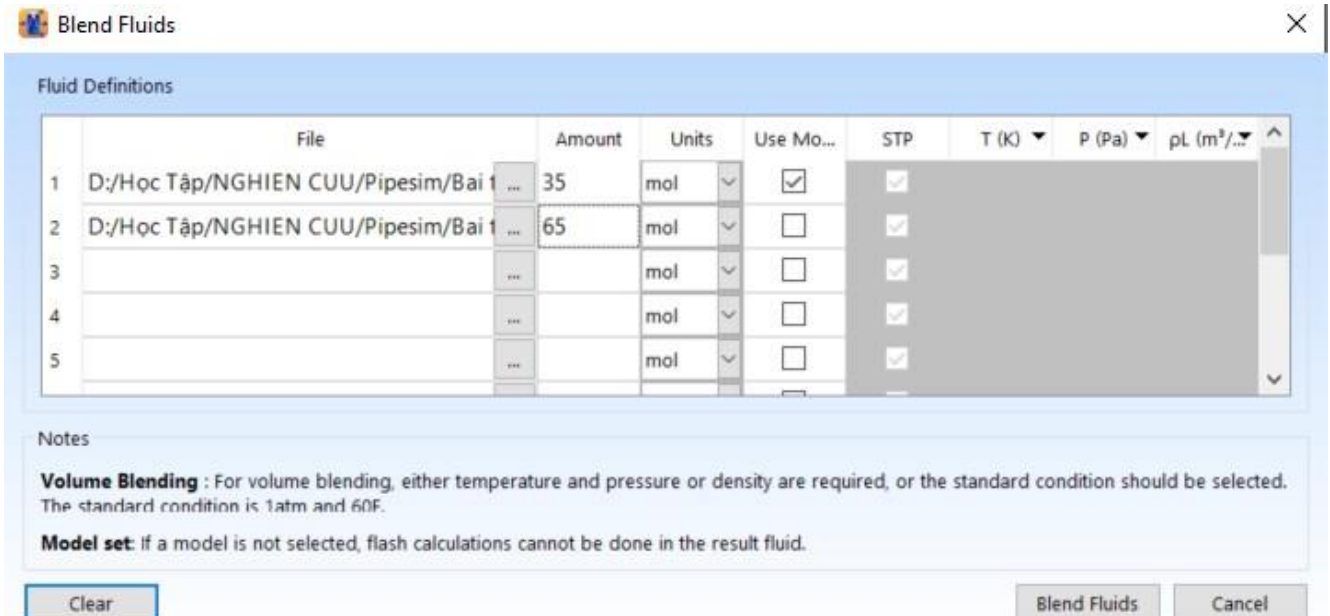 Blend Fluids
Fluid Definitions
File Amount Units Use Mo... STP T (K) P (Pa) ρL (m³/...
1 D:/Học Tập/NGHIEN CUU/Pipesim/Bai t ... 35 mol
2 D:/Học Tập/NGHIEN CUU/Pipesim/Bai t ... 65 mol
3 ... mol
4 ... mol
5 ... mol
Notes
Volume Blending : For volume blending, either temperature and pressure or density are required, or the standard condition should be selected.
The standard condition is 1atm and 60F.
Model set: If a model is not selected, flash calculations cannot be done in the result fluid.
Clear Blend Fluids Cancel